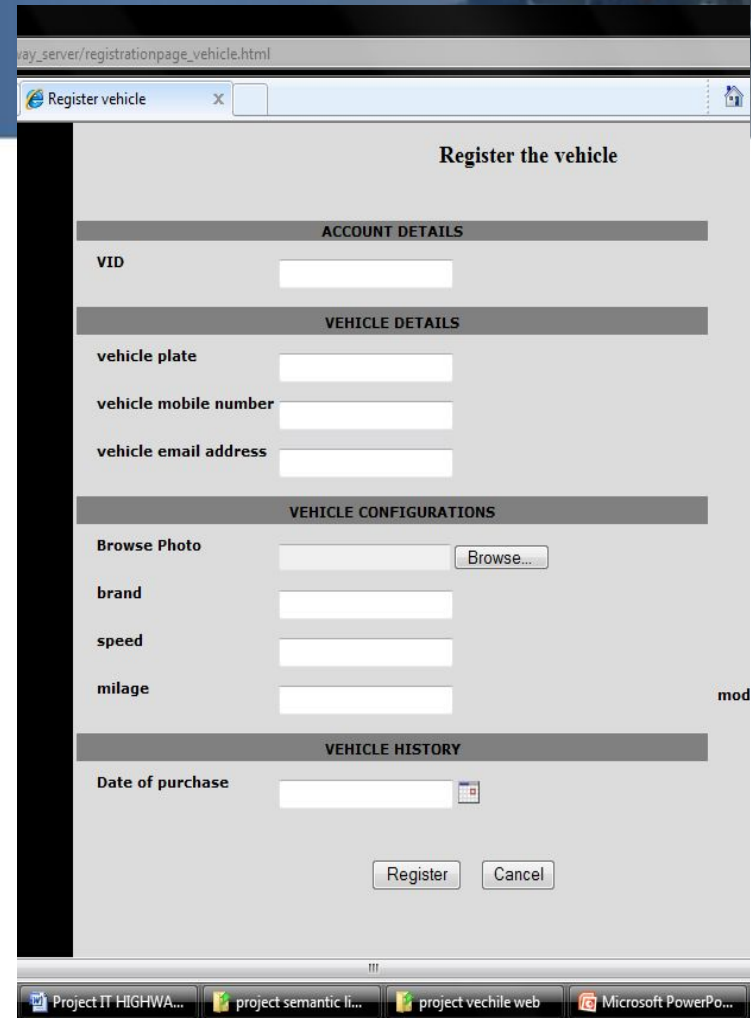 way_server/registrationpage_vehicle.html
Register vehicle x
Register the vehicle
ACCOUNT DETAILS
VID
VEHICLE DETAILS
vehicle plate
vehicle mobile number
vehicle email address
VEHICLE CONFIGURATIONS
Browse Photo Browse...
brand
speed
milage mod
VEHICLE HISTORY
Date of purchase
Register Cancel
Project IT HIGHWA... project semantic li... project vechile web Microsoft PowerPo...